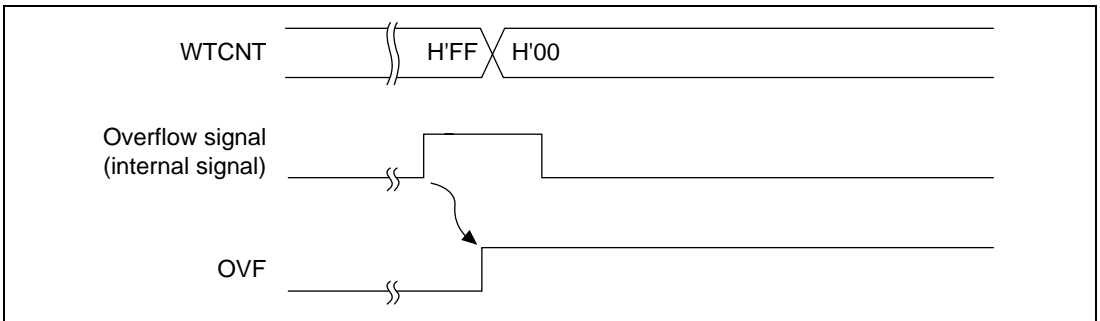 WTCNT H'FF H'00
Overflow signal
(internal signal)
OVF